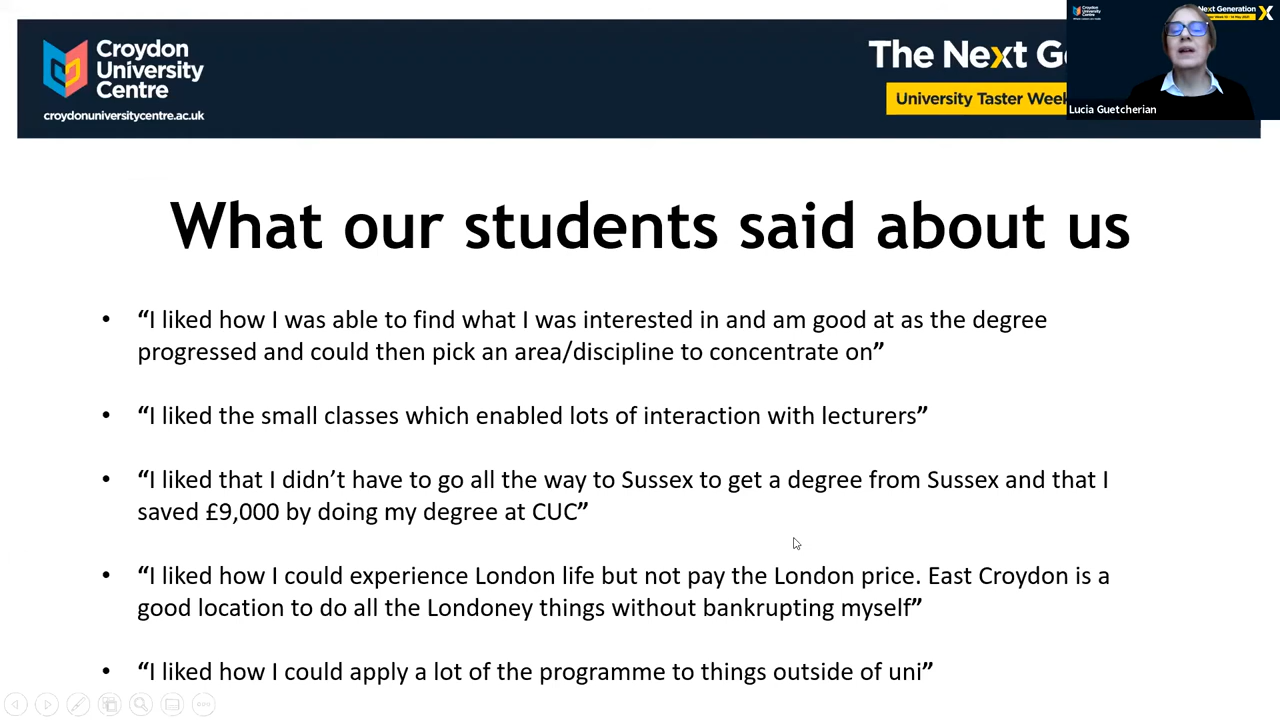 Croydon
University
Centre
croydonuniversitycentre.ac.uk
The Next Ge
University Taster Week
Next Generation
Lucia Guetcherian
What our students said about us
• “I liked how I was able to find what I was interested in and am good at as the degree
progressed and could then pick an area/discipline to concentrate on”
• “I liked the small classes which enabled lots of interaction with lecturers”
• “I liked that I didn’t have to go all the way to Sussex to get a degree from Sussex and that I
saved £9,000 by doing my degree at CUC”
• “I liked how I could experience London life but not pay the London price. East Croydon is a
good location to do all the Londoney things without bankrupting myself”
• “I liked how I could apply a lot of the programme to things outside of uni”